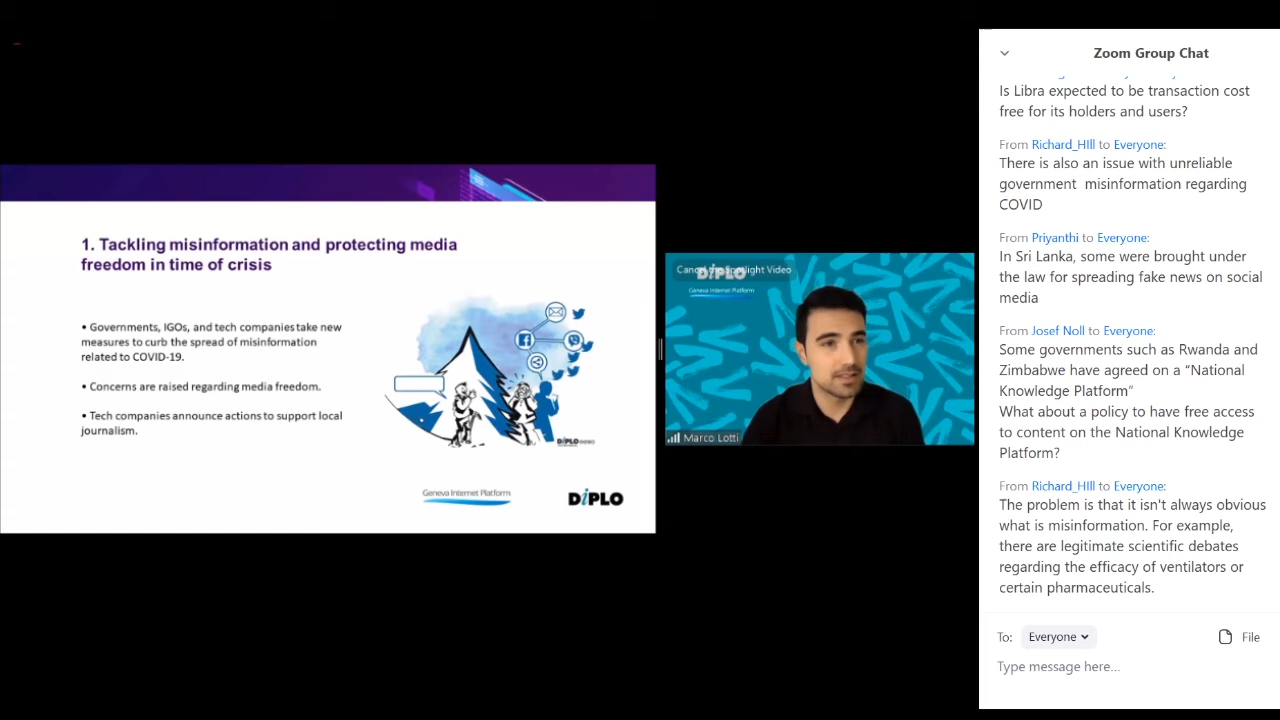 1. Tackling misinformation and protecting media
freedom in time of crisis
• Governments, IGOs, and tech companies take new
measures to curb the spread of misinformation
related to COVID-19.
• Concerns are raised regarding media freedom.
• Tech companies announce actions to support local
journalism.
DiPLO
Geneva Internet Platform
DiPLO
DiPLO
Geneva Internet Platform
Marco Lotti
Zoom Group Chat
Is Libra expected to be transaction cost
free for its holders and users?
From Richard_HIll to Everyone:
There is also an issue with unreliable
government misinformation regarding
COVID
From Priyanthi to Everyone:
In Sri Lanka, some were brought under
the law for spreading fake news on social
media
From Josef Noll to Everyone:
Some governments such as Rwanda and
Zimbabwe have agreed on a “National
Knowledge Platform”
What about a policy to have free access
to content on the National Knowledge
Platform?
From Richard_HIll to Everyone:
The problem is that it isn't always obvious
what is misinformation. For example,
there are legitimate scientific debates
regarding the efficacy of ventilators or
certain pharmaceuticals.
To: Everyone File
Type message here...